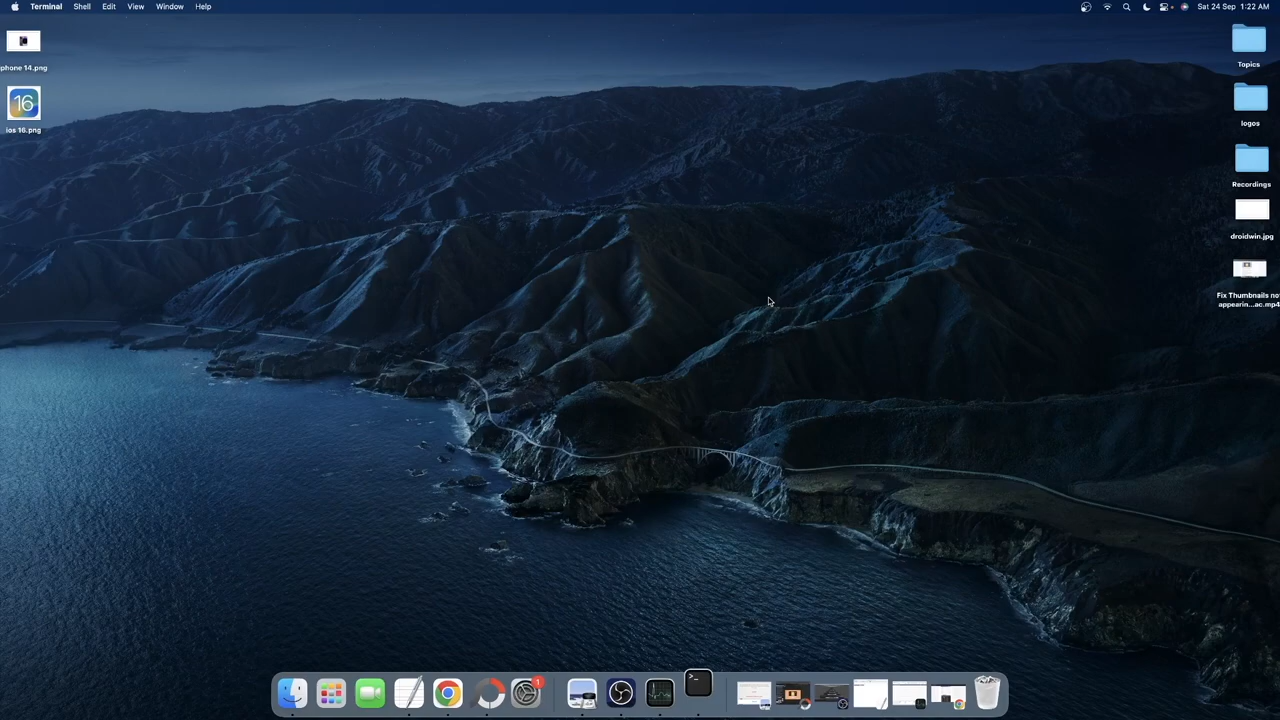 Terminal Shell Edit View Window Help Sat 24 Sep 1:22 AM
phone 14.png
16
ios 16.png
Topics
logos
Recordings
droidwin.jpg
Fix Thumbnails no
appearin...ac.mp4
1